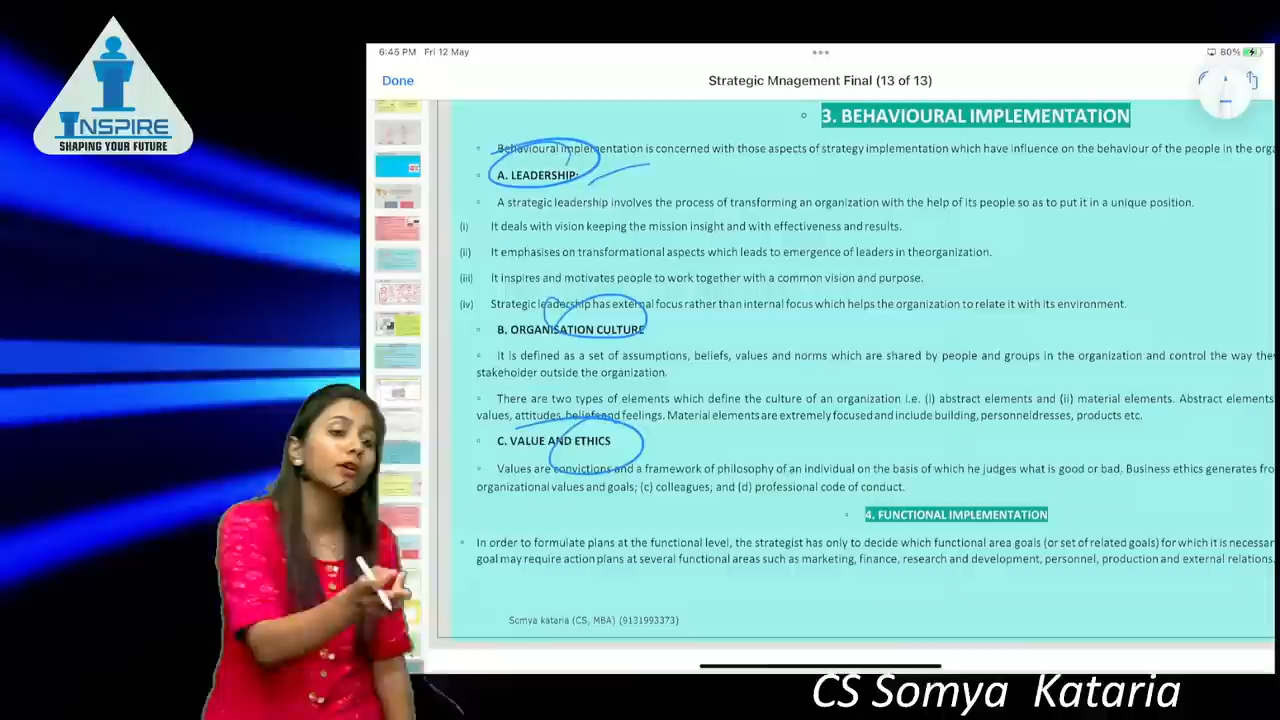 INSPIRE
SHAPING YOUR FUTURE
6:45 PM Fri 12 May
80%
Done
Strategic Mnagement Final (13 of 13)
3. BEHAVIOURAL IMPLEMENTATION
Behavioural implementation is concerned with those aspects of strategy implementation which have influence on the behaviour of the people in the orga
A. LEADERSHIP:
A strategic leadership involves the process of transforming an organization with the help of its people so as to put it in a unique position.
(i) It deals with vision keeping the mission insight and with effectiveness and results.
(ii) It emphasises on transformational aspects which leads to emergence of leaders in theorganization.
(iii) It inspires and motivates people to work together with a common vision and purpose.
(iv) Strategic leadership has external focus rather than internal focus which helps the organization to relate it with its environment.
B. ORGANISATION CULTURE
It is defined as a set of assumptions, beliefs, values and norms which are shared by people and groups in the organization and control the way they
stakeholder outside the organization.
There are two types of elements which define the culture of an organization i.e. (i) abstract elements and (ii) material elements. Abstract elements
values, attitudes, beliefs and feelings. Material elements are extremely focused and include building, personneldresses, products etc.
C. VALUE AND ETHICS
Values are convictions and a framework of philosophy of an individual on the basis of which he judges what is good or bad. Business ethics generates fro
organizational values and goals; (c) colleagues; and (d) professional code of conduct.
4. FUNCTIONAL IMPLEMENTATION
In order to formulate plans at the functional level, the strategist has only to decide which functional area goals (or set of related goals) for which it is necessar
goal may require action plans at several functional areas such as marketing, finance, research and development, personnel, production and external relations.
Somya kataria (CS, MBA) (9131993373)
CS Somya Kataria